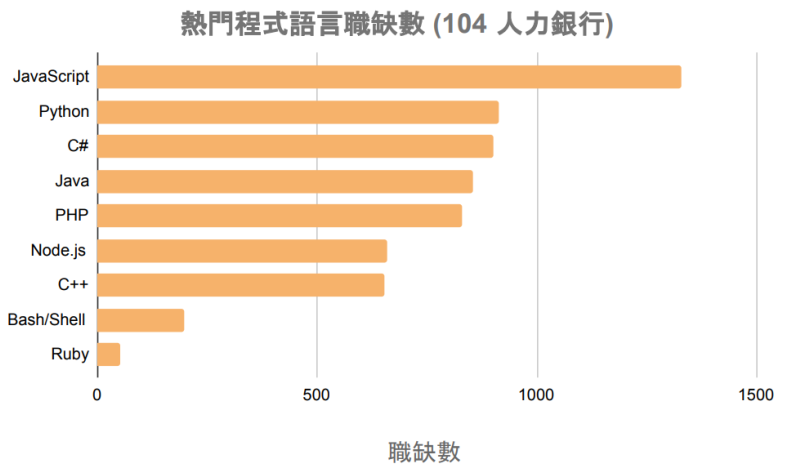 熱門程式語言職缺數 (104 人力銀行)
JavaScript
Python
C#
Java
PHP
Node.js
C++
Bash/Shell
Ruby
0 500 1000 1500
職缺數